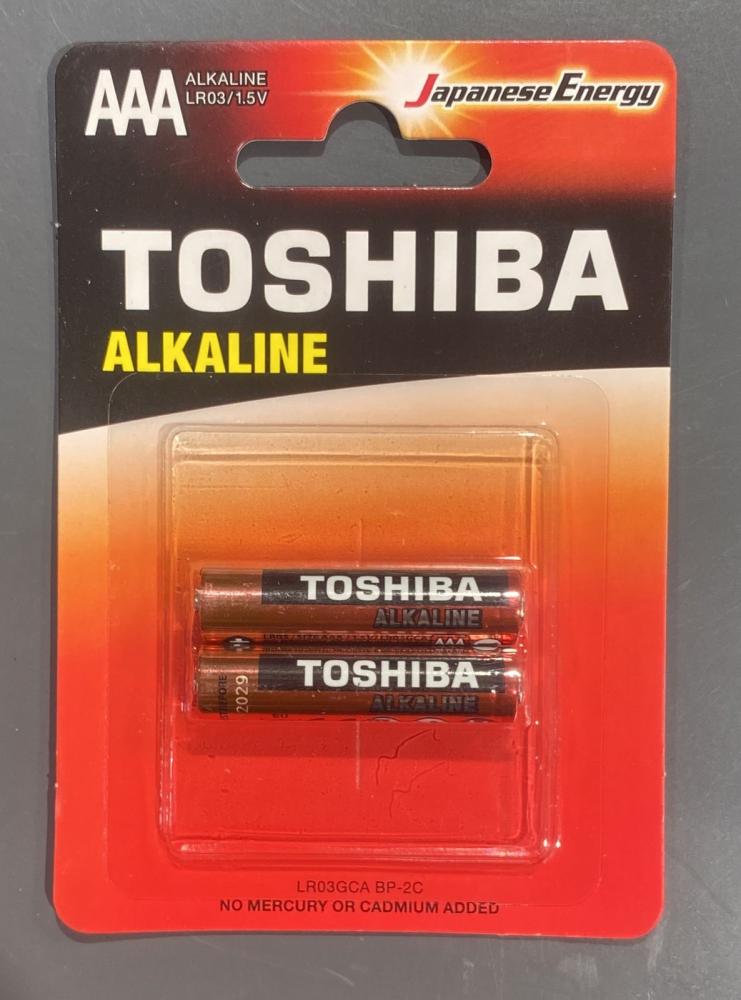 AAA
ALKALINE
LR03/1.5V
Japanese Energy
TOSHIBA
ALKALINE
TOSHIBA
ALKALINE
AAA
TOSHIBA
ALKALINE
2029
LR03GCA BP-2C
NO MERCURY OR CADMIUM ADDED